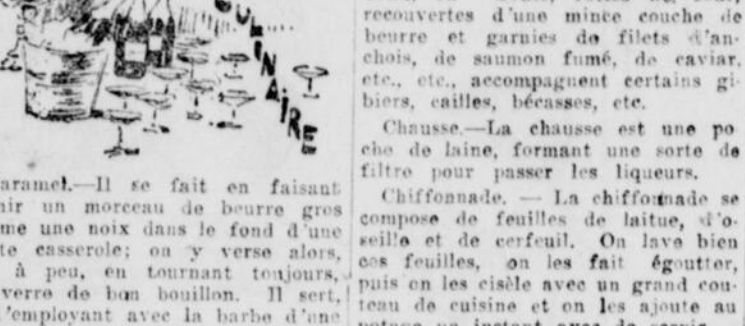 CULINAIRE
aramel.—Il se fait en faisant
nir un morceau de beurre gros
me une noix dans le fond d'une
te casserole; on y verse alors,
à peu, en tournant toujours,
verre de bon bouillon. Il sert,
l'employant avec la barbe d'une
recouvertes d'une mince couche de
beurre et garnies de filets d'an-
chois, de saumon fumé, de caviar,
etc., etc., accompagnent certains gi-
biers, cailles, bécasses, etc.
Chausse.—La chausse est une po
che de laine, formant une sorte de
filtre pour passer les liqueurs.
Chiffonnade. — La chiffonnade se
compose de feuilles de laitue, d'o-
seille et de cerfeuil. On lave bien
ces feuilles, on les fait égoutter,
puis on les cisèle avec un grand cou-
teau de cuisine et on les ajoute au